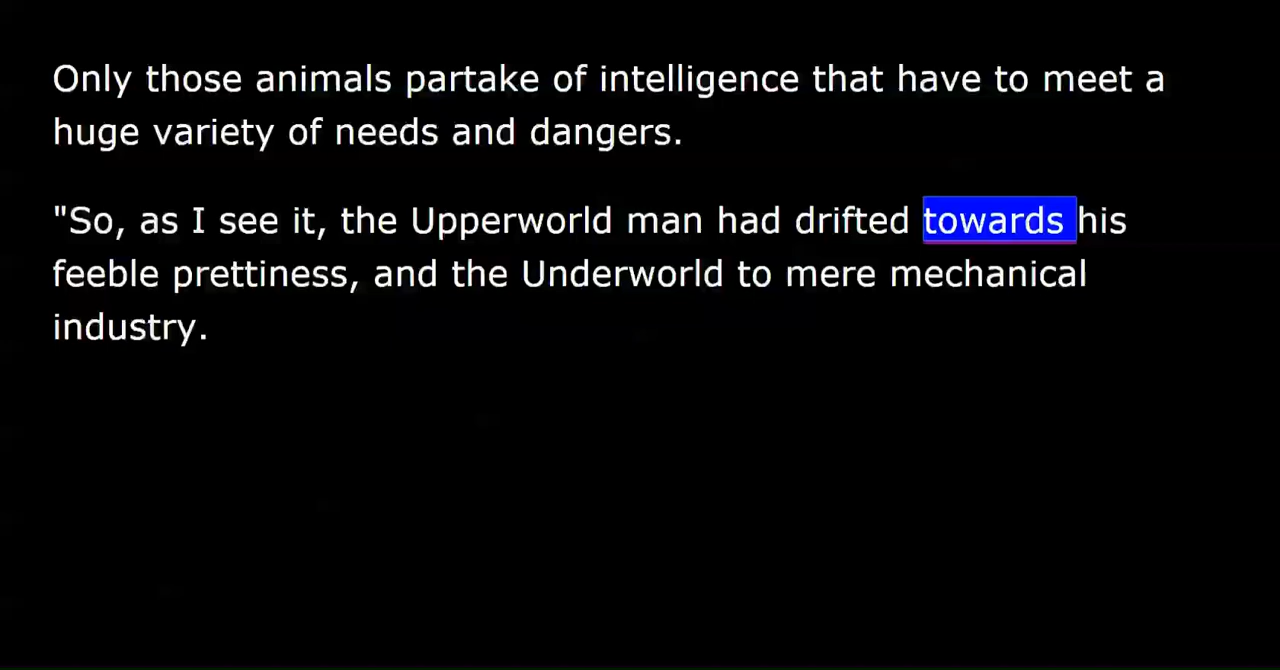 Only those animals partake of intelligence that have to meet a
huge variety of needs and dangers.
"So, as I see it, the Upperworld man had drifted towards his
feeble prettiness, and the Underworld to mere mechanical
industry.